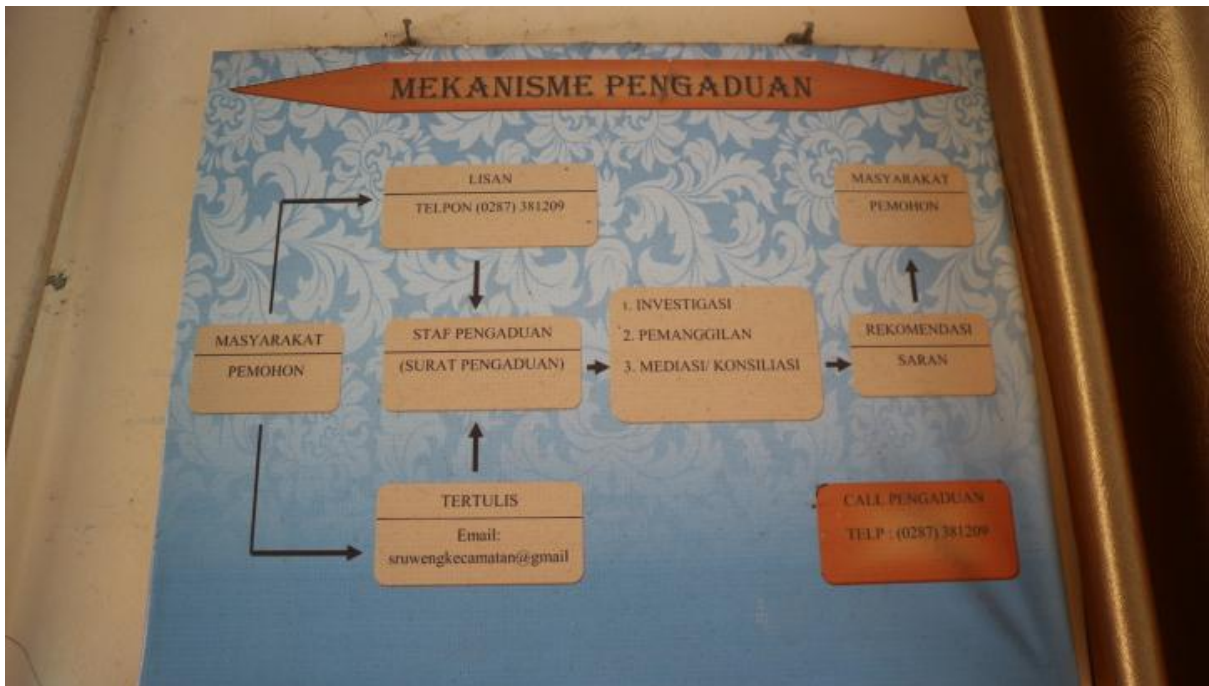 MEKANISME PENGADUAN
LISAN
TELPON (0287) 381209
MASYARAKAT
PEMOHON
MASYARAKAT
PEMOHON
STAF PENGADUAN
(SURAT PENGADUAN)
1. INVESTIGASI
2. PEMANGGILAN
3. MEDIASI/ KONSILIASI
REKOMENDASI
SARAN
TERTULIS
Email:
sruwengkecamatan@gmail
CALL PENGADUAN
TELP : (0287) 381209